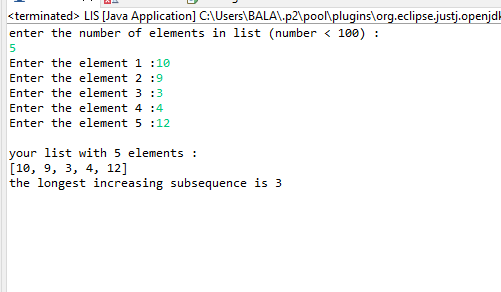 <terminated> LIS [Java Application] C:\Users\BALA\.p2\pool\plugins\org.eclipse.justj.openjdk
enter the number of elements in list (number < 100) :
5
Enter the element 1 :10
Enter the element 2 :9
Enter the element 3 :3
Enter the element 4 :4
Enter the element 5 :12
your list with 5 elements :
[10, 9, 3, 4, 12]
the longest increasing subsequence is 3